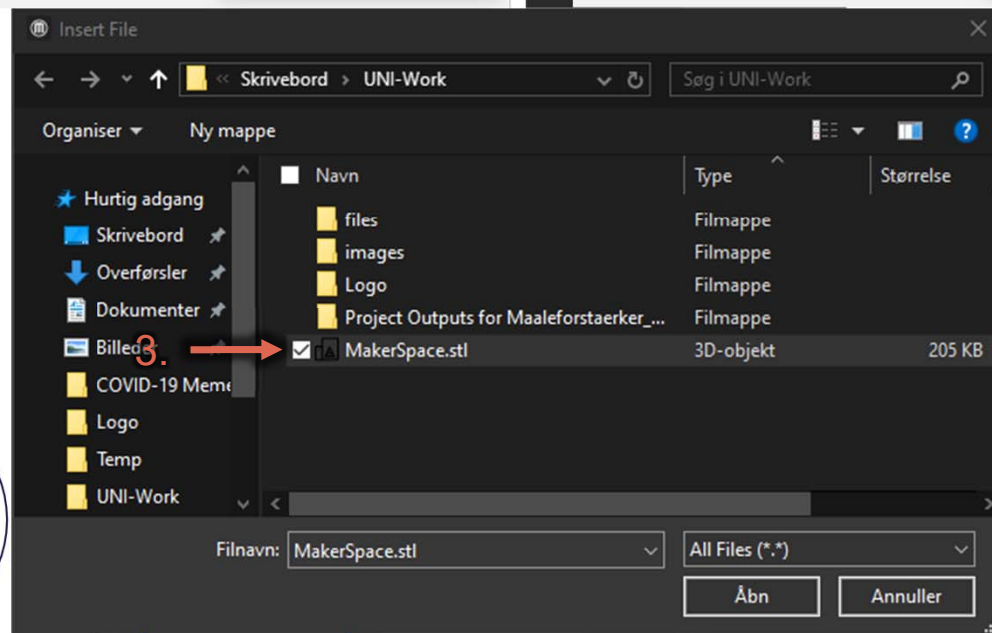 Insert File
« Skrivebord > UNI-Work
Søg i UNI-Work
Organiser
Ny mappe
?
Hurtig adgang
Skrivebord
Overførsler
Dokumenter
Billeder
COVID-19 Meme
Logo
Temp
UNI-Work
Navn Type Størrelse
files Filmappe
images Filmappe
Logo Filmappe
Project Outputs for Maaleforstaerker_... Filmappe
3. MakerSpace.stl 3D-objekt 205 KB
Filnavn: MakerSpace.stl All Files (*.*)
Åbn Annuller